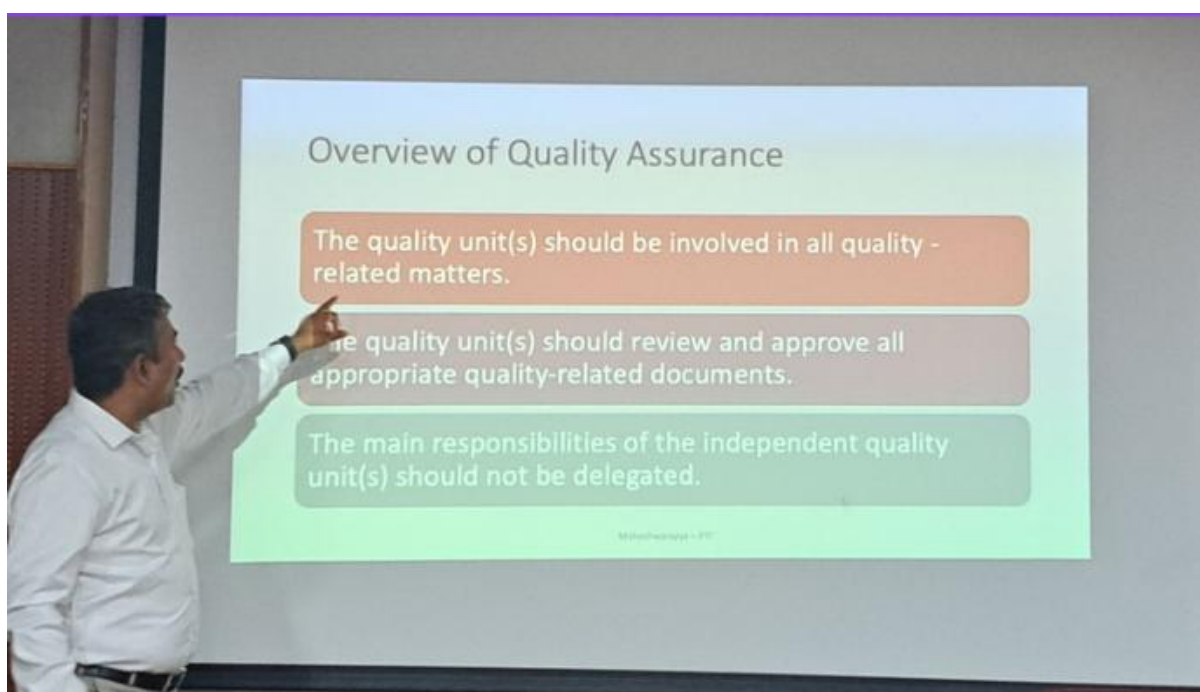 Overview of Quality Assurance
The quality unit(s) should be involved in all quality -
related matters.
e quality unit(s) should review and approve all
appropriate quality-related documents.
The main responsibilities of the independent quality
unit(s) should not be delegated.